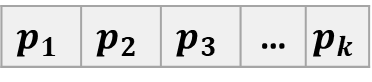 p₁ p₂ p₃ ... pₖ